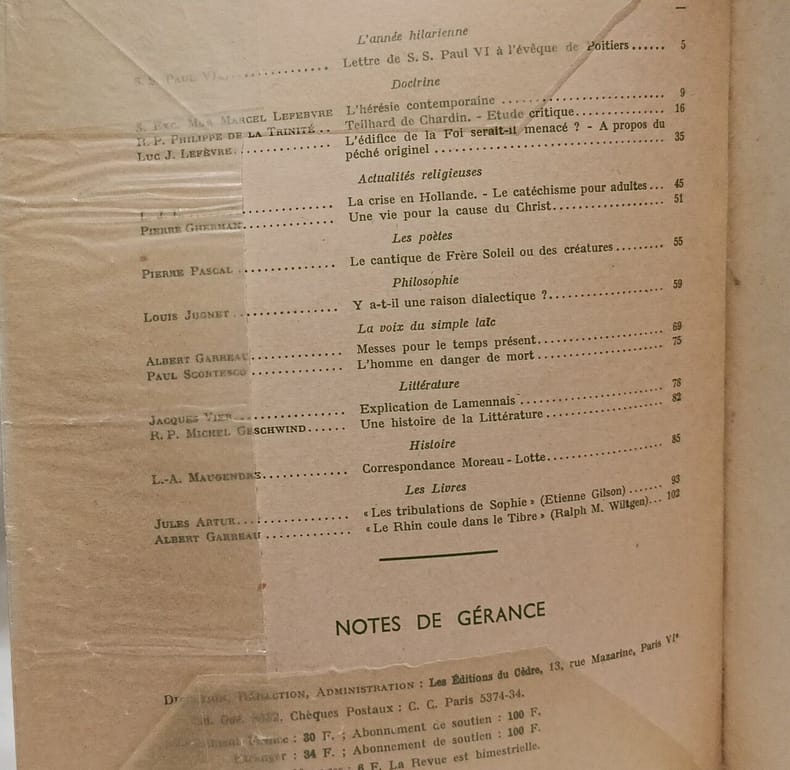 L'année hilarienne
S. S. PAUL VI.................. Lettre de S. S. Paul VI à l'évêque de Poitiers...... 5
Doctrine
S. EXC. MGR MARCEL LEFEBVRE L'hérésie contemporaine ........................ 9
R. P. PHILIPPE DE LA TRINITÉ.. Teilhard de Chardin. - Etude critique............. 16
LUC J. LEFÈVRE............... L'édifice de la Foi serait-il menacé ? - A propos du
péché originel ................................... 35
Actualités religieuses
La crise en Hollande. - Le catéchisme pour adultes... 45
PIERRE GHERMAN............... Une vie pour la cause du Christ.................. 51
Les poètes
PIERRE PASCAL ............... Le cantique de Frère Soleil ou des créatures......... 55
Philosophie
LOUIS JUGNET ................ Y a-t-il une raison dialectique ?................... 59
La voix du simple laïc
ALBERT GARREAU............... Messes pour le temps présent.................... 69
PAUL SCORTESCO .............. L'homme en danger de mort .................... 75
Littérature
JACQUES VIER................. Explication de Lamennais ....................... 78
R. P. MICHEL GESCHWIND...... Une histoire de la Littérature .................... 82
Histoire
L.-A. MAUGENDRE............. Correspondance Moreau-Lotte.................... 85
Les Livres
JULES ARTUR................. « Les tribulations de Sophie » (Etienne Gilson) ....... 93
ALBERT GARREAU .............. « Le Rhin coule dans le Tibre » (Ralph M. Wiltgen)... 102
NOTES DE GÉRANCE
DIRECTION, RÉDACTION, ADMINISTRATION : Les Éditions du Cèdre, 13, rue Mazarine, Paris VIe
Chèques Postaux : C. C. Paris 5374-34.
France : 30 F. ; Abonnement de soutien : 100 F.
Étranger : 34 F. ; Abonnement de soutien : 100 F.
6 F. La Revue est bimestrielle.